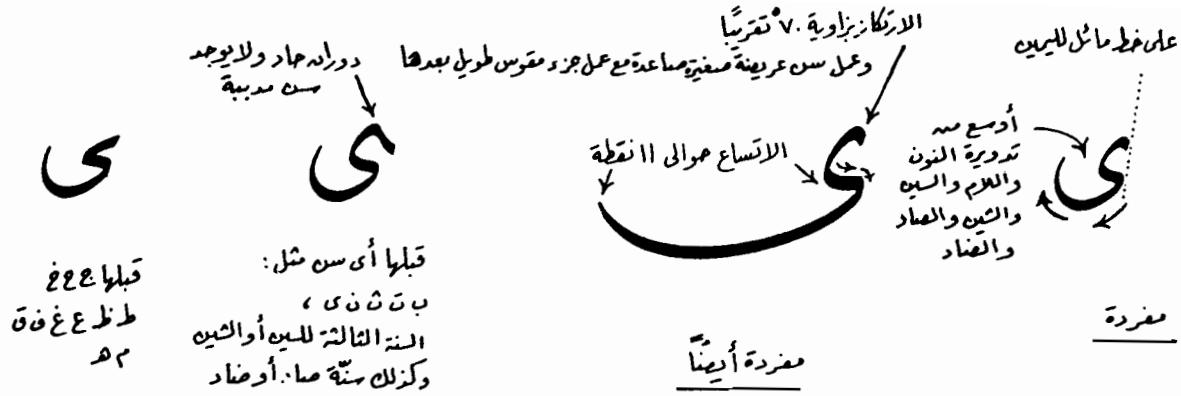 على خط مائل لليمين
أوسع من
تدويرة النون
واللام والسين
والشين والصاد
والضاد
ى
مفردة
الارتكاز بزاوية ٧٠° تقريبًا
وعمل سن عريضة صغيرة صاعدة مع عمل جزء مقوس طويل بعدها
الاتساع حوالى ١١ نقطة
ى
مفردة أيضًا
دوران حاد ولا يوجد
سن مدببة
ى
قبلها أى سن مثل :
ب ت ث ن ى ،
السنة الثالثة للسين أو الشين
وكذلك سنّة صاد أو ضاد
ى
قبلها ج ح خ
ط ظ ع غ ف ق
م هـ